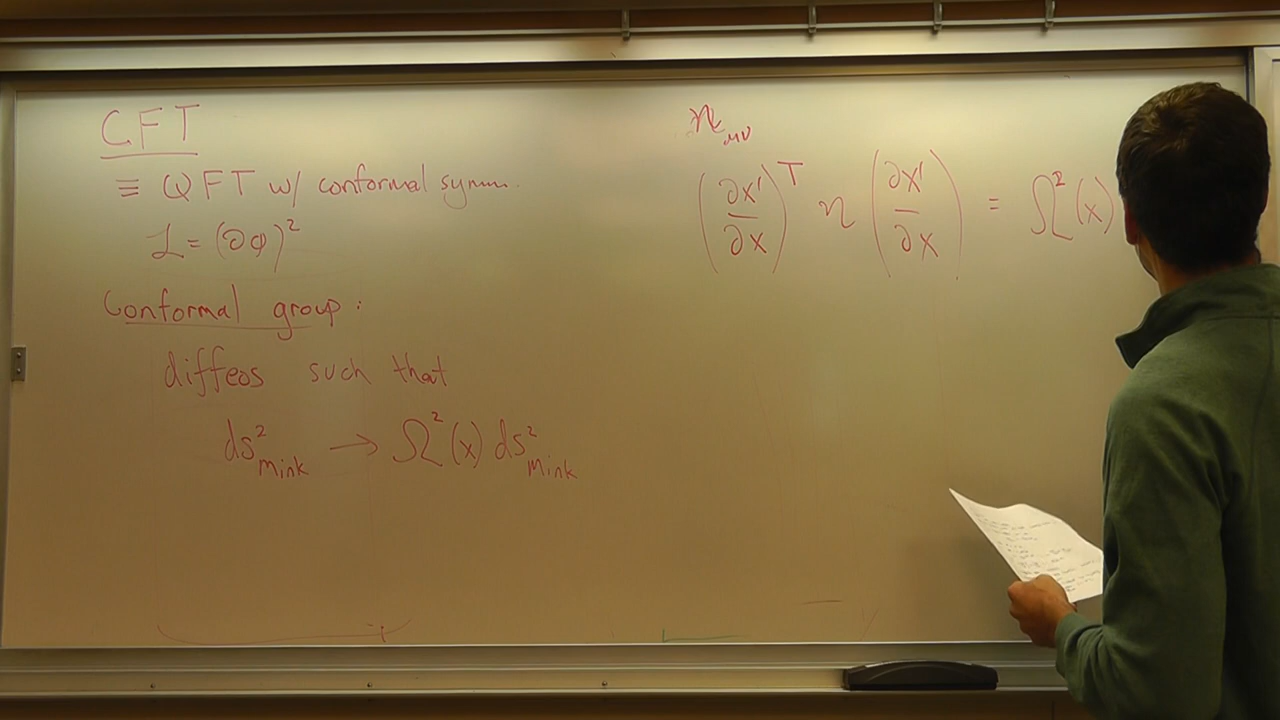 CFT
≡ QFT w/ conformal symm.
ℒ = (∂φ)²
Conformal group:
diffeos such that
ds²_mink → Ω²(x) ds²_mink
η_μν
(∂x'/∂x)^T η (∂x'/∂x) = Ω²(x)